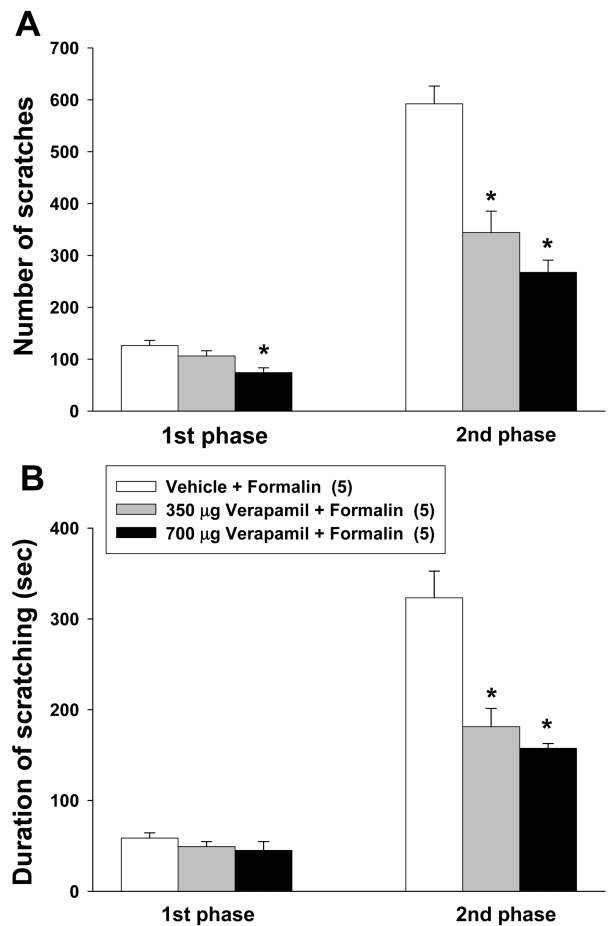 A
700
600
500
400
300
200
100
0
Number of scratches
*
*
*
1st phase
2nd phase
B
Vehicle + Formalin (5)
350 μg Verapamil + Formalin (5)
700 μg Verapamil + Formalin (5)
400
300
200
100
0
Duration of scratching (sec)
*
*
1st phase
2nd phase